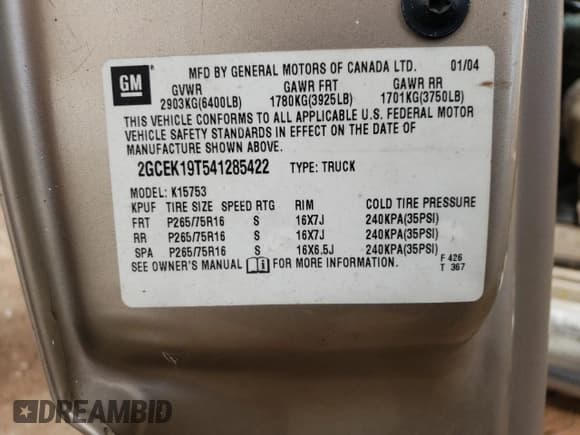 GM
MFD BY GENERAL MOTORS OF CANADA LTD. 01/04
GVWR GAWR FRT GAWR RR
2903KG(6400LB) 1780KG(3925LB) 1701KG(3750LB)
THIS VEHICLE CONFORMS TO ALL APPLICABLE U.S. FEDERAL MOTOR
VEHICLE SAFETY STANDARDS IN EFFECT ON THE DATE OF
MANUFACTURE SHOWN ABOVE.
2GCEK19T541285422 TYPE: TRUCK
MODEL: K15753
KPUF TIRE SIZE SPEED RTG RIM COLD TIRE PRESSURE
FRT P265/75R16 S 16X7J 240KPA(35PSI)
RR P265/75R16 S 16X7J 240KPA(35PSI)
SPA P265/75R16 S 16X6.5J 240KPA(35PSI)
SEE OWNER'S MANUAL FOR MORE INFORMATION.
F 426
T 367
DREAMBID